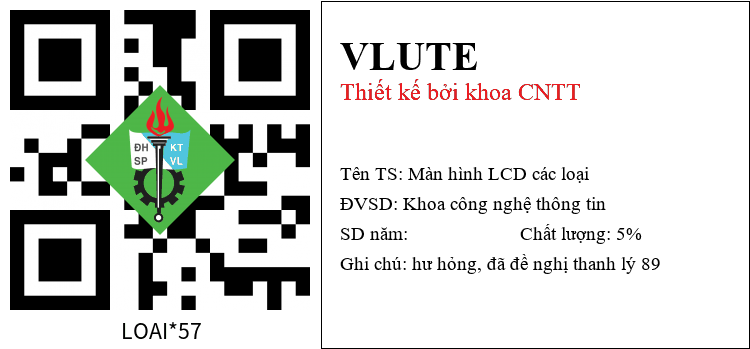 ĐH KT
SP VL
LOAI*57
VLUTE
Thiết kế bởi khoa CNTT
Tên TS: Màn hình LCD các loại
ĐVSD: Khoa công nghệ thông tin
SD năm: Chất lượng: 5%
Ghi chú: hư hỏng, đã đề nghị thanh lý 89